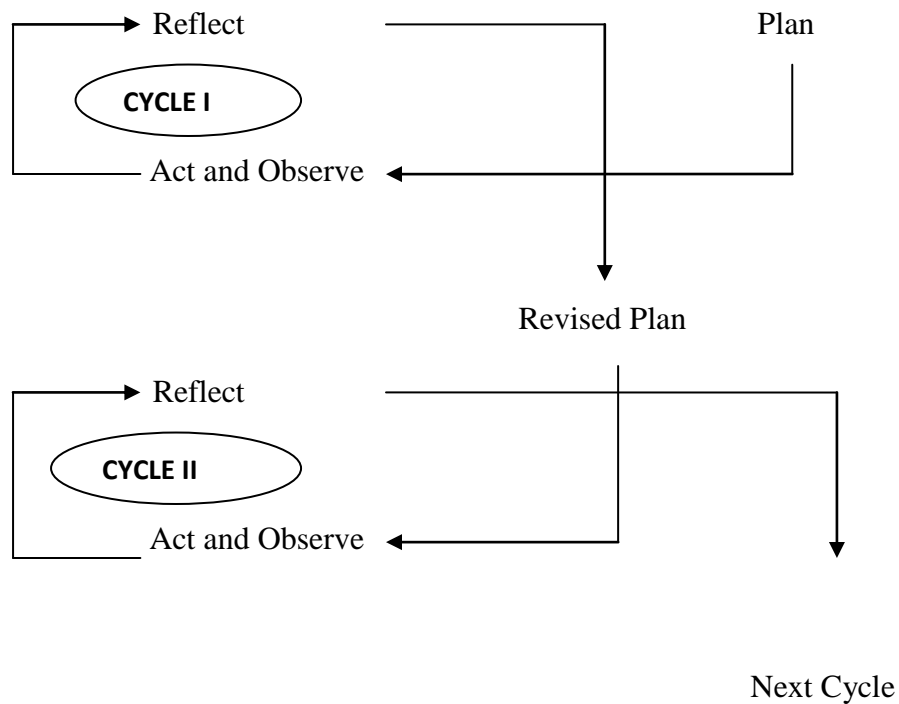 Reflect Plan
CYCLE I
Act and Observe
Revised Plan
Reflect
CYCLE II
Act and Observe
Next Cycle